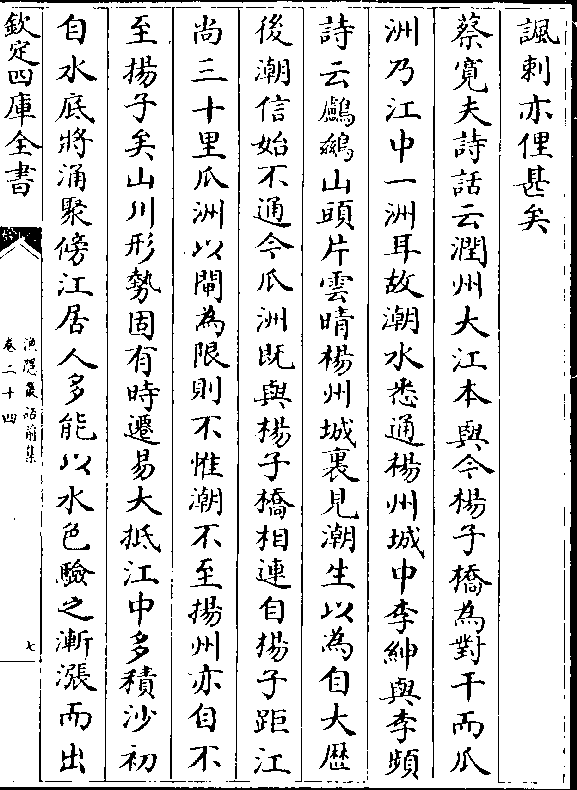 諷刺亦俚甚矣
蔡寛夫詩話云潤州大江本與今楊子橋為對干而瓜
洲乃江中一洲耳故潮水悉通楊州城中李紳與李頻
詩云鸕鷀山頭片雲晴楊州城裏見潮生以為自大歴
後潮信始不通今瓜洲既與楊子橋相連自揚子距江
尚三十里瓜洲以閘為限則不惟潮不至揚州亦自不
至揚子矣山川形勢固有時遷易大抵江中多積沙初
自水底將涌聚傍江居人多能以水色驗之漸漲而出
欽定四庫全書
漁隠叢話前集
卷二十四
七